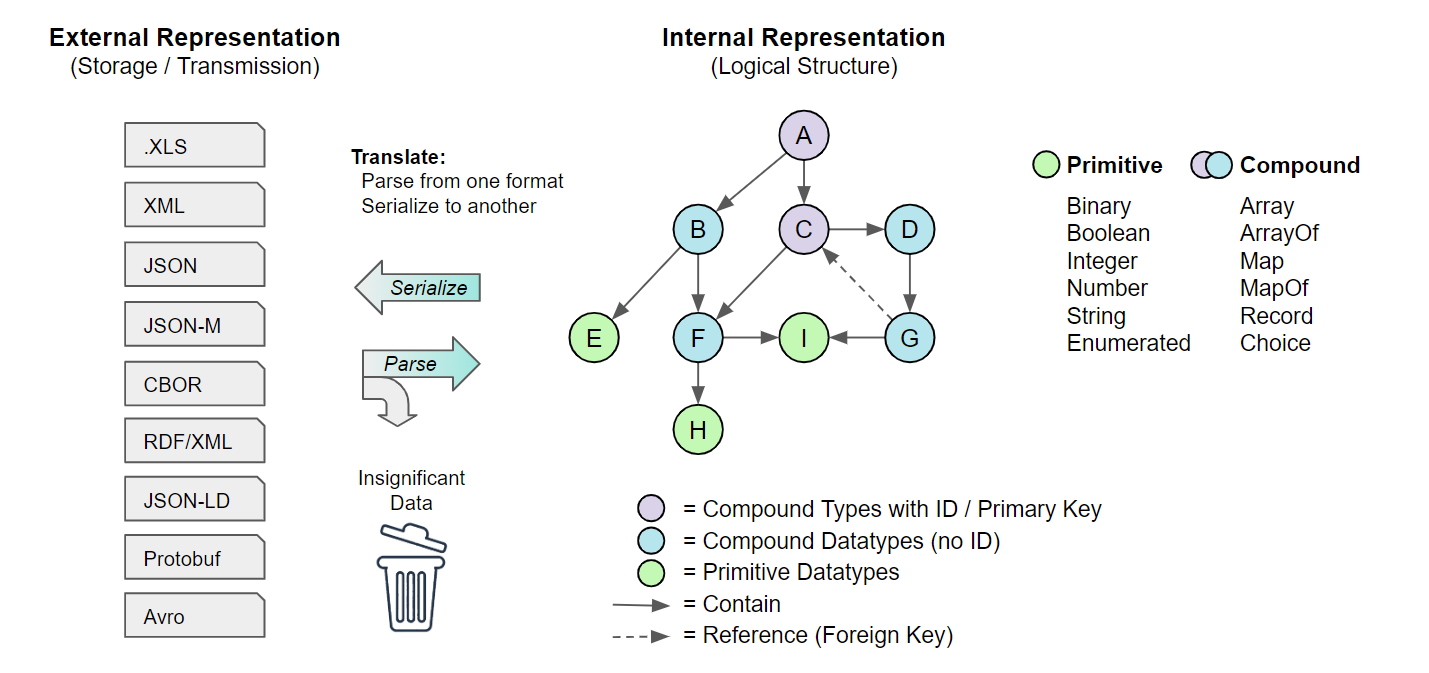 External Representation
(Storage / Transmission)
.XLS
XML
JSON
JSON-M
CBOR
RDF/XML
JSON-LD
Protobuf
Avro
Translate:
Parse from one format
Serialize to another
Serialize
Parse
Insignificant
Data
Internal Representation
(Logical Structure)
A
B
C
D
E
F
I
G
H
= Compound Types with ID / Primary Key
= Compound Datatypes (no ID)
= Primitive Datatypes
= Contain
= Reference (Foreign Key)
Primitive
Binary
Boolean
Integer
Number
String
Enumerated
Compound
Array
ArrayOf
Map
MapOf
Record
Choice